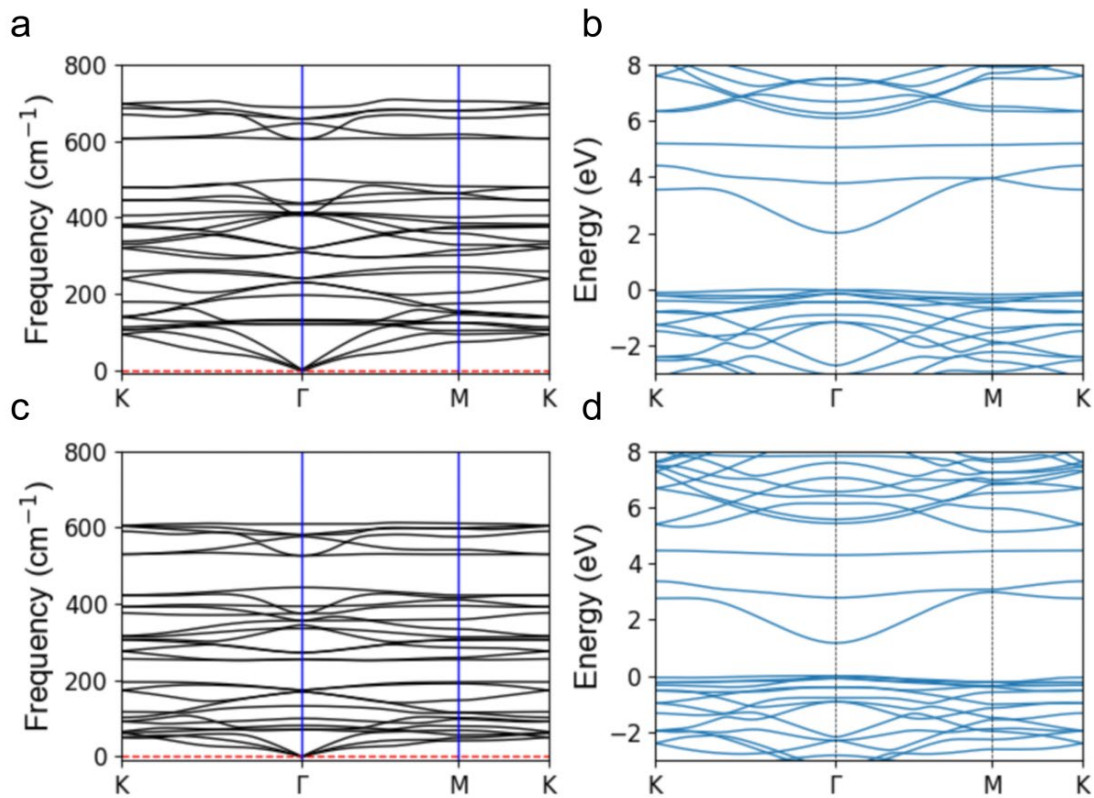 a
800
600
400
200
0
Frequency (cm⁻¹)
K Γ M K
b
8
6
4
2
0
−2
Energy (eV)
K Γ M K
c
800
600
400
200
0
Frequency (cm⁻¹)
K Γ M K
d
8
6
4
2
0
−2
Energy (eV)
K Γ M K